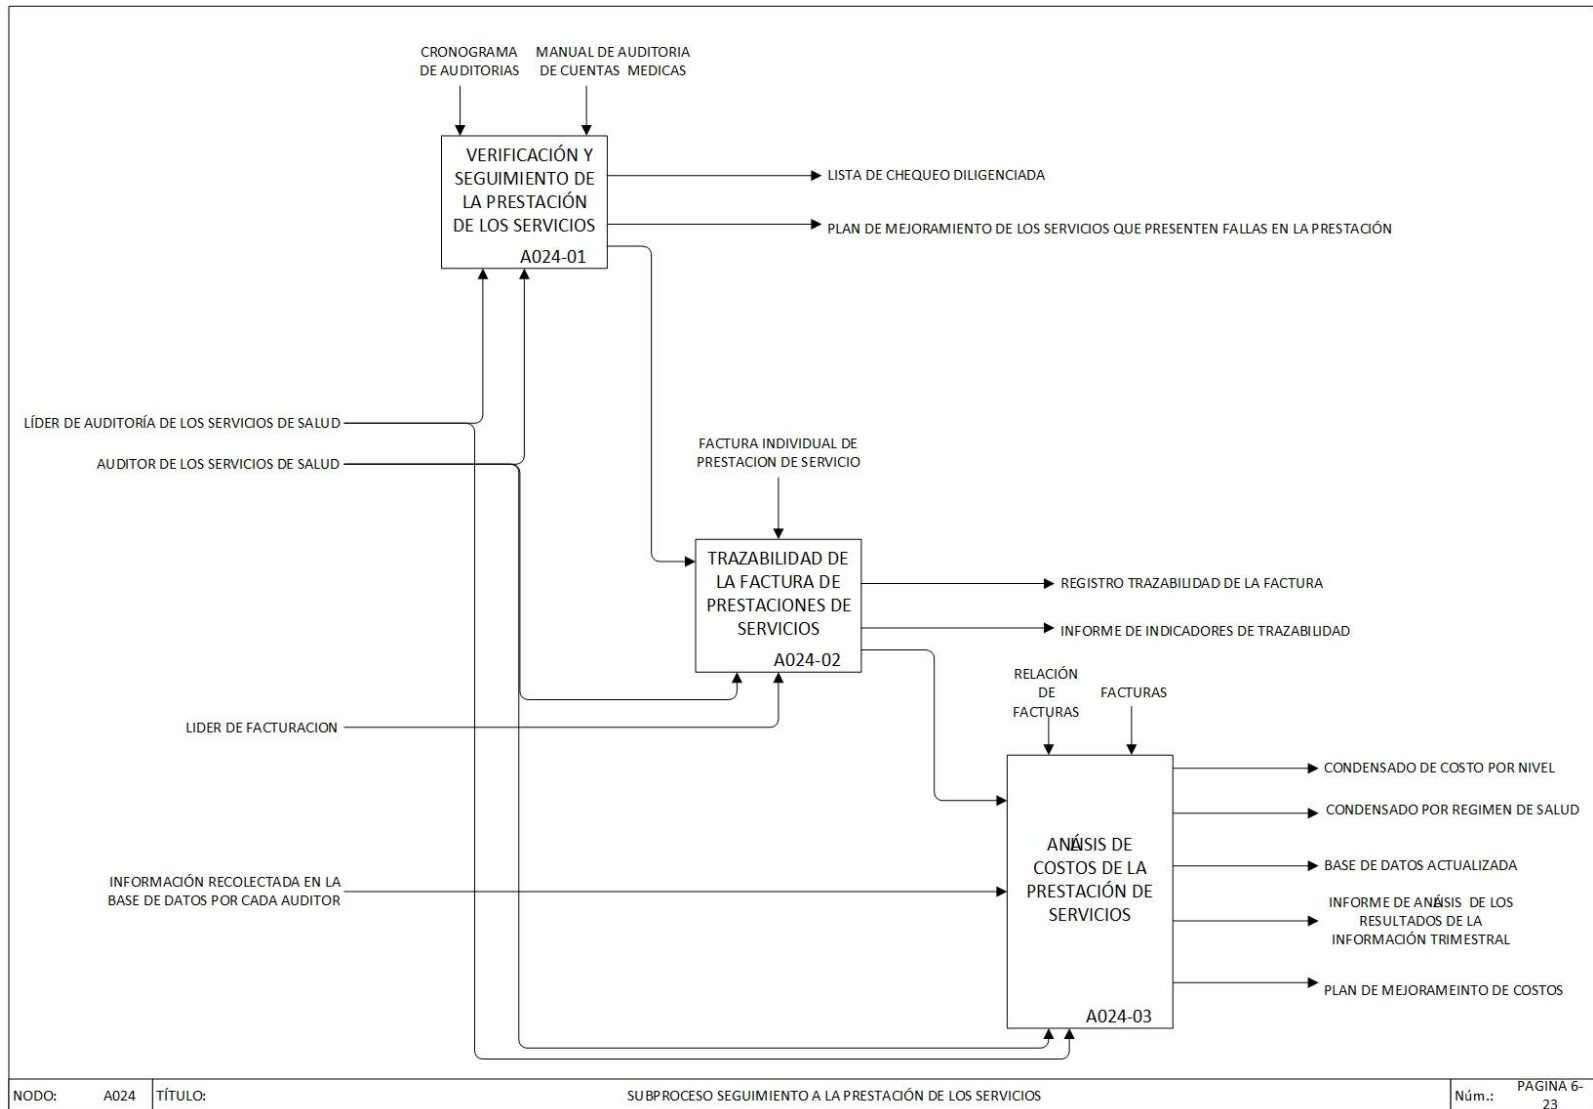 CRONOGRAMA
DE AUDITORIAS
MANUAL DE AUDITORIA
DE CUENTAS MEDICAS
VERIFICACIÓN Y
SEGUIMIENTO DE
LA PRESTACIÓN
DE LOS SERVICIOS
A024-01
LISTA DE CHEQUEO DILIGENCIADA
PLAN DE MEJORAMIENTO DE LOS SERVICIOS QUE PRESENTEN FALLAS EN LA PRESTACIÓN
LÍDER DE AUDITORÍA DE LOS SERVICIOS DE SALUD
AUDITOR DE LOS SERVICIOS DE SALUD
FACTURA INDIVIDUAL DE
PRESTACION DE SERVICIO
TRAZABILIDAD DE
LA FACTURA DE
PRESTACIONES DE
SERVICIOS
A024-02
REGISTRO TRAZABILIDAD DE LA FACTURA
INFORME DE INDICADORES DE TRAZABILIDAD
LIDER DE FACTURACION
RELACIÓN
DE
FACTURAS
FACTURAS
ANÁLISIS DE
COSTOS DE LA
PRESTACIÓN DE
SERVICIOS
A024-03
CONDENSADO DE COSTO POR NIVEL
CONDENSADO POR REGIMEN DE SALUD
BASE DE DATOS ACTUALIZADA
INFORME DE ANÁLISIS DE LOS
RESULTADOS DE LA
INFORMACIÓN TRIMESTRAL
PLAN DE MEJORAMEINTO DE COSTOS
INFORMACIÓN RECOLECTADA EN LA
BASE DE DATOS POR CADA AUDITOR
NODO: A024
TÍTULO: SUBPROCESO SEGUIMIENTO A LA PRESTACIÓN DE LOS SERVICIOS
Núm.: PAGINA 6-
23